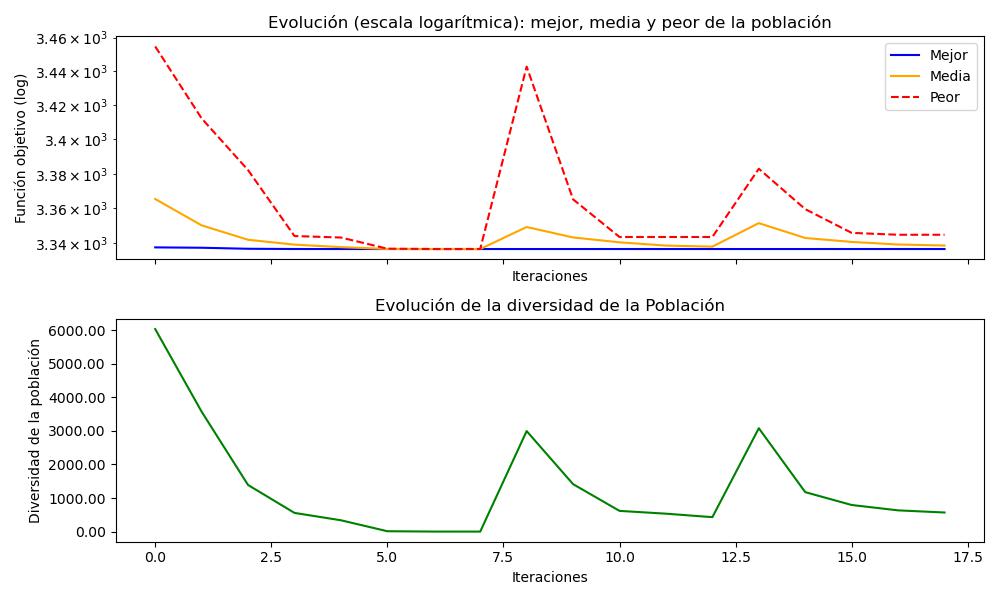 Evolución (escala logarítmica): mejor, media y peor de la población
3.46 × 10³
3.44 × 10³
3.42 × 10³
3.4 × 10³
3.38 × 10³
3.36 × 10³
3.34 × 10³
Función objetivo (log)
Mejor
Media
Peor
Iteraciones
Evolución de la diversidad de la Población
6000.00
5000.00
4000.00
3000.00
2000.00
1000.00
0.00
Diversidad de la población
0.0 2.5 5.0 7.5 10.0 12.5 15.0 17.5
Iteraciones